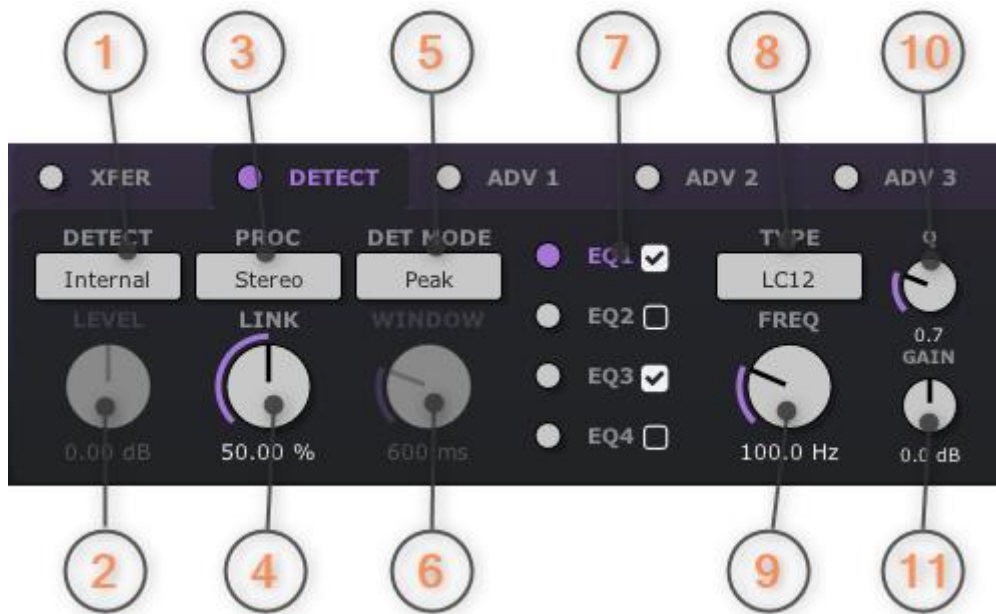 1 3 5 7 8 10
XFER DETECT ADV 1 ADV 2 ADV 3
DETECT PROC DET MODE EQ1 TYPE Q
Internal Stereo Peak LC12
LEVEL LINK WINDOW EQ2 FREQ 0.7
EQ3 GAIN
0.00 dB 50.00 % 600 ms EQ4 100.0 Hz 0.0 dB
2 4 6 9 11